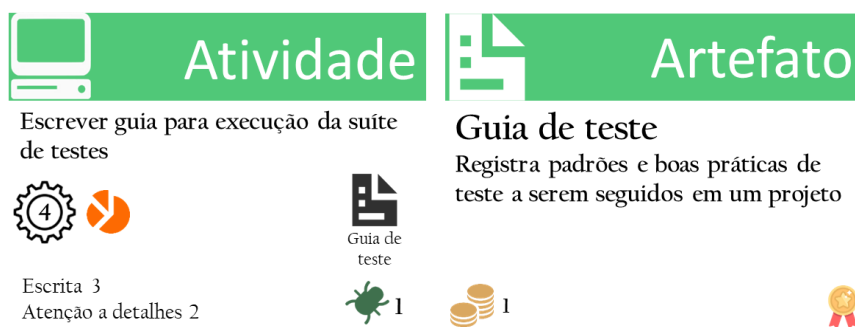 Atividade
Escrever guia para execução da suíte
de testes
4
Guia de
teste
Escrita 3
Atenção a detalhes 2
1
Artefato
Guia de teste
Registra padrões e boas práticas de
teste a serem seguidos em um projeto
1